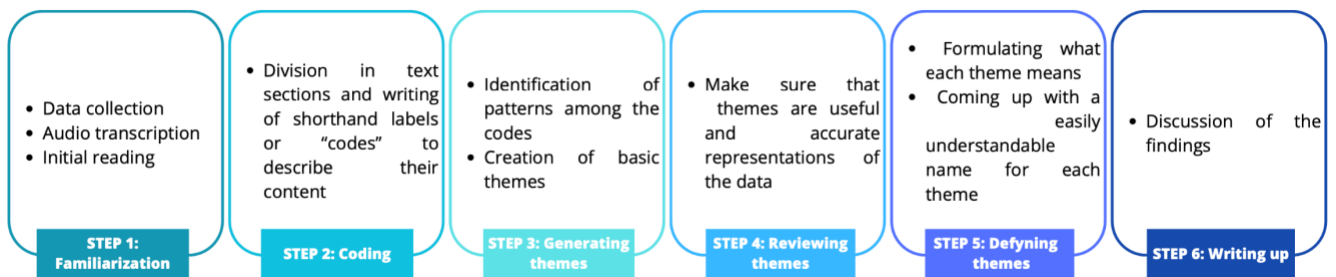 • Data collection
• Audio transcription
• Initial reading
STEP 1:
Familiarization
• Division in text
sections and writing
of shorthand labels
or “codes” to
describe their
content
STEP 2: Coding
• Identification of
patterns among the
codes
• Creation of basic
themes
STEP 3: Generating
themes
• Make sure that
themes are useful
and accurate
representations of
the data
STEP 4: Reviewing
themes
• Formulating what
each theme means
• Coming up with a
easily
understandable
name for each
theme
STEP 5: Defyning
themes
• Discussion of the
findings
STEP 6: Writing up